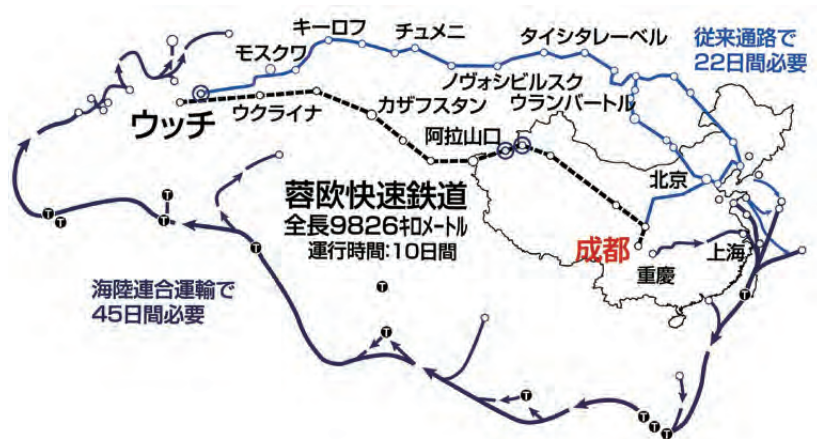 キーロフ
チュメニ
タイシタレーベル
従来通路で
22日間必要
モスクワ
ノヴォシビルスク
ウランバートル
ウッチ
ウクライナ
カザフスタン
阿拉山口
北京
蓉欧快速鉄道
全長9826キロメートル
運行時間:10日間
成都
上海
重慶
海陸連合運輸で
45日間必要
T
T
T
T
T
T
T
T
T
T
T
T